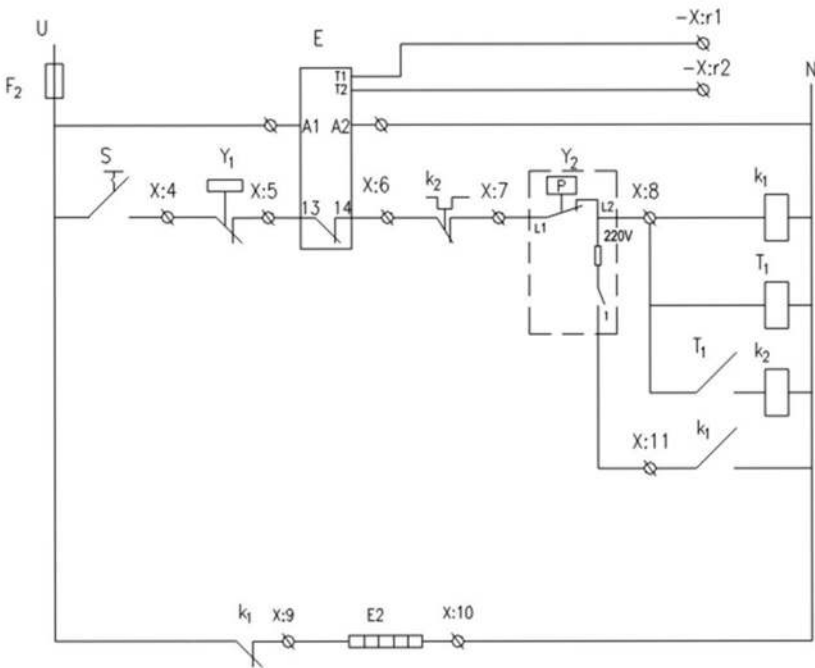 -X:r1
U
E
-X:r2
T1
N
T2
F₂
A1 A2
S
Y₁
Y₂
X:4
X:5
X:6
k₂
X:7
P
X:8
k₁
13 14
L1
L2
220V
T₁
1
T₁
k₂
X:11
k₁
k₁
X:9
E2
X:10